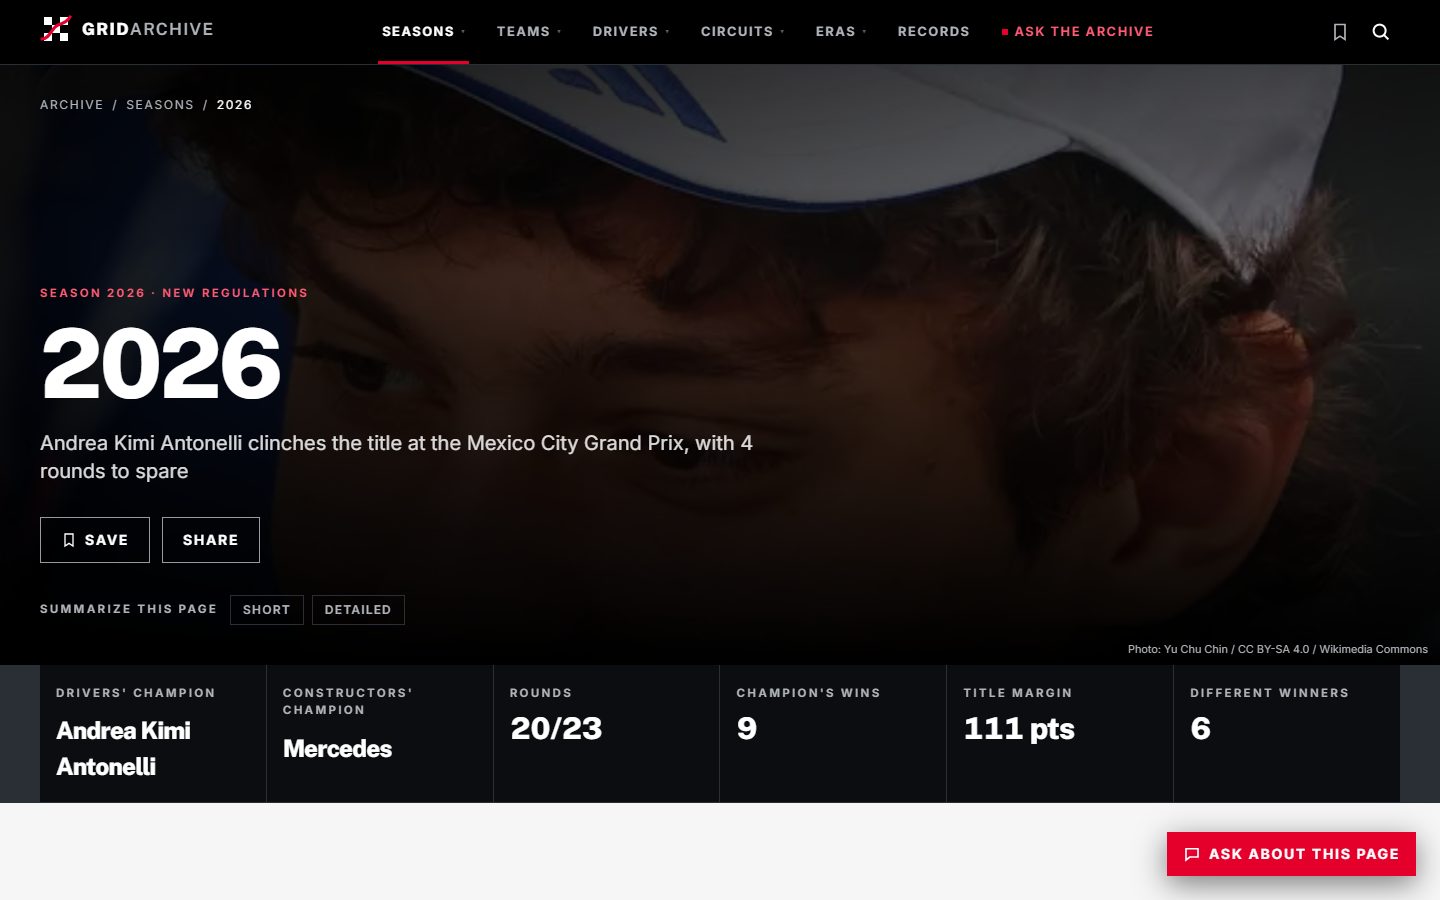 GRIDARCHIVE
SEASONS
TEAMS
DRIVERS
CIRCUITS
ERAS
RECORDS
ASK THE ARCHIVE
ARCHIVE / SEASONS / 2026
SEASON 2026 · NEW REGULATIONS
2026
Andrea Kimi Antonelli clinches the title at the Mexico City Grand Prix, with 4
rounds to spare
SAVE
SHARE
SUMMARIZE THIS PAGE
SHORT
DETAILED
Photo: Yu Chu Chin / CC BY-SA 4.0 / Wikimedia Commons
DRIVERS' CHAMPION
Andrea Kimi
Antonelli
CONSTRUCTORS'
CHAMPION
Mercedes
ROUNDS
20/23
CHAMPION'S WINS
9
TITLE MARGIN
111 pts
DIFFERENT WINNERS
6
ASK ABOUT THIS PAGE